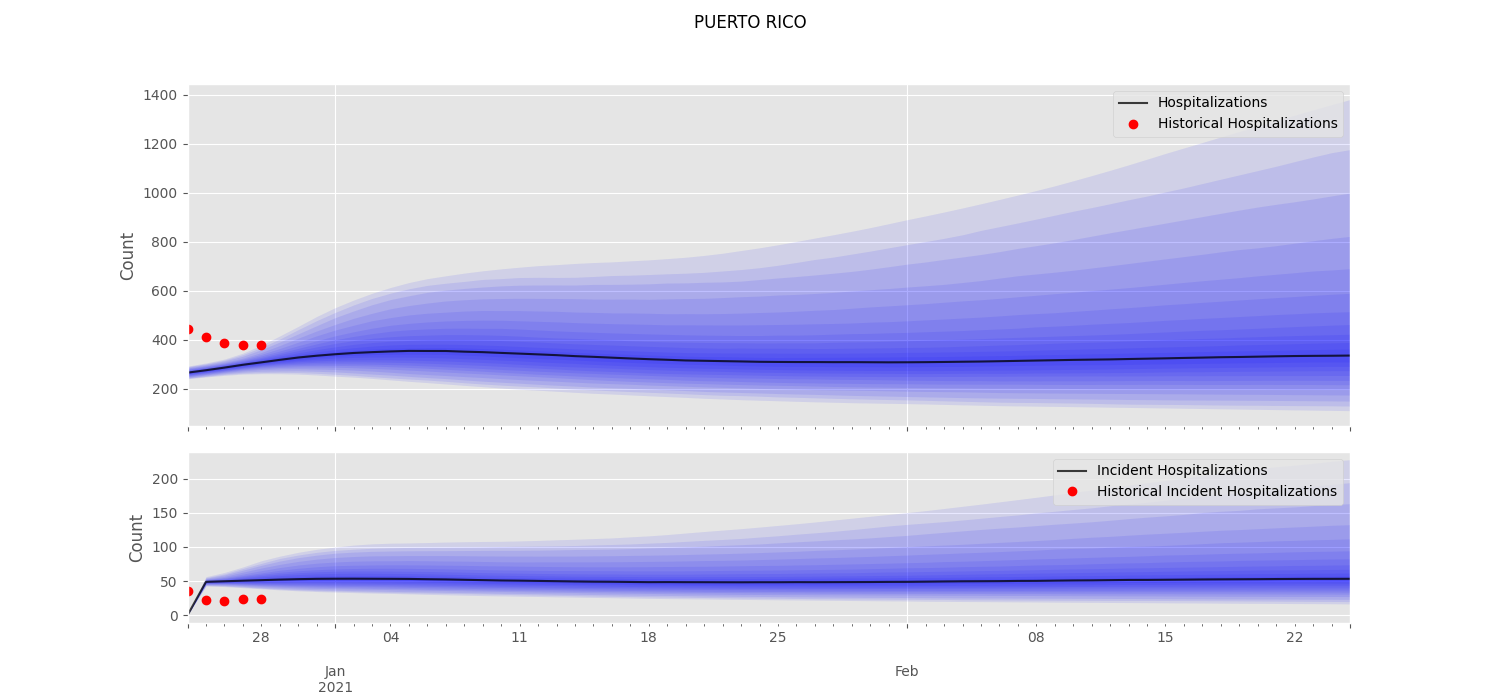 PUERTO RICO
Count
1400
1200
1000
800
600
400
200
Hospitalizations
Historical Hospitalizations
Count
200
150
100
50
0
Incident Hospitalizations
Historical Incident Hospitalizations
28 04 11 18 25 08 15 22
Jan Feb
2021